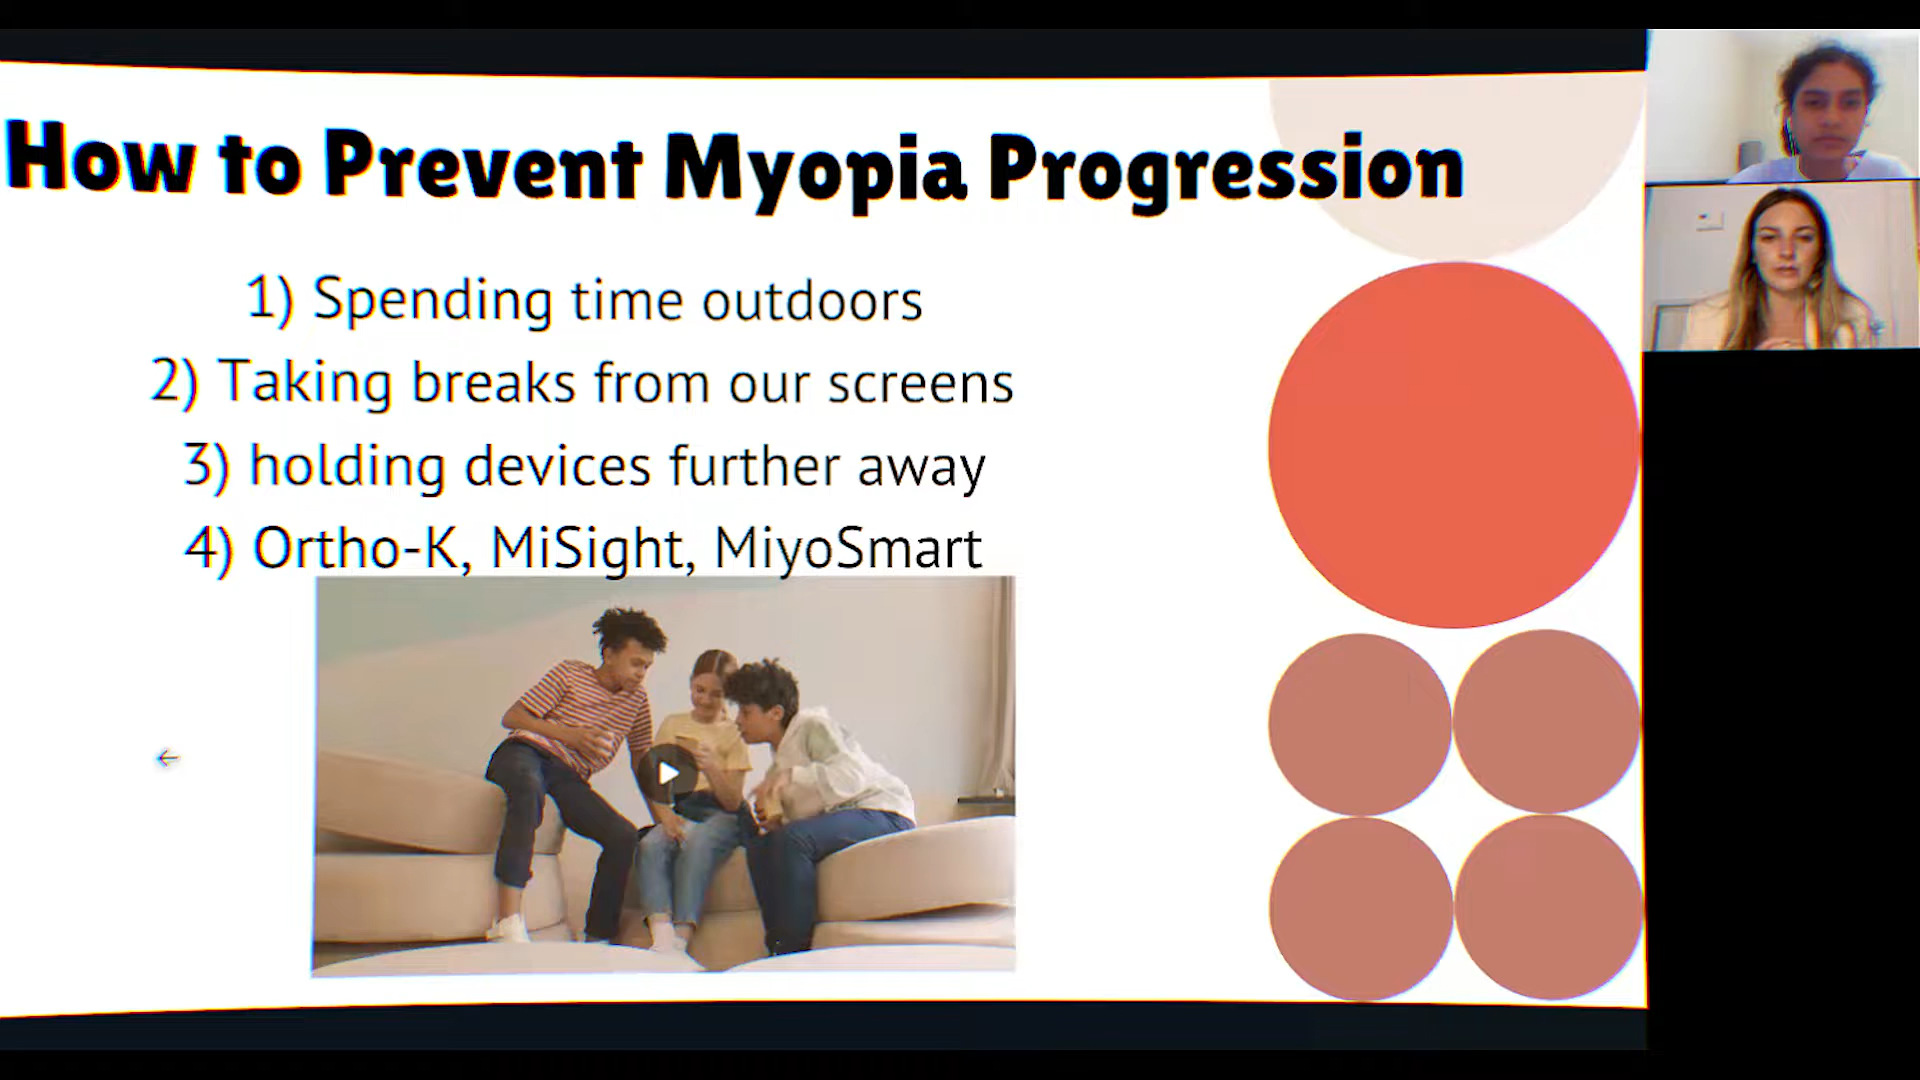 How to Prevent Myopia Progression
1) Spending time outdoors
2) Taking breaks from our screens
3) holding devices further away
4) Ortho-K, MiSight, MiyoSmart